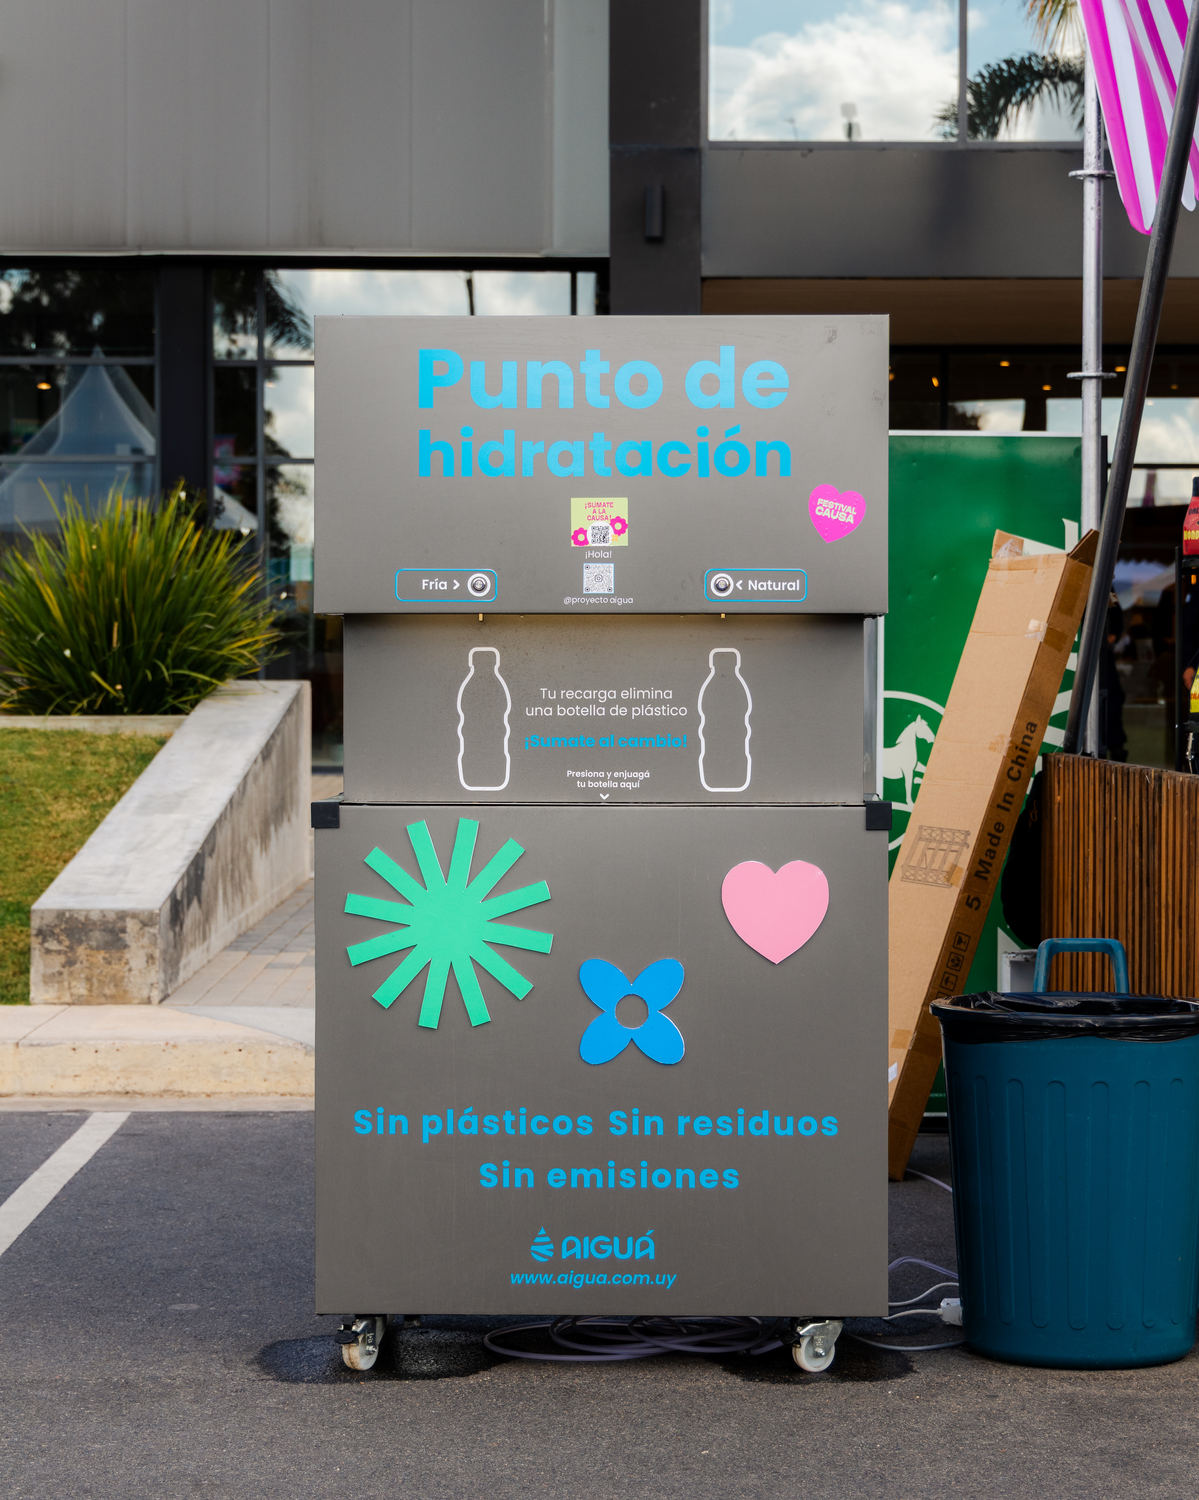 Punto de
hidratación
¡SUMATE
A LA
CAUSA!
FESTIVAL
CAUSA
¡Hola!
Fría
Natural
@proyecto aigua
Tu recarga elimina
una botella de plástico
¡Sumate al cambio!
Presiona y enjuagá
tu botella aquí
5 Made In China
Sin plásticos Sin residuos
Sin emisiones
AIGUÁ
www.aigua.com.uy